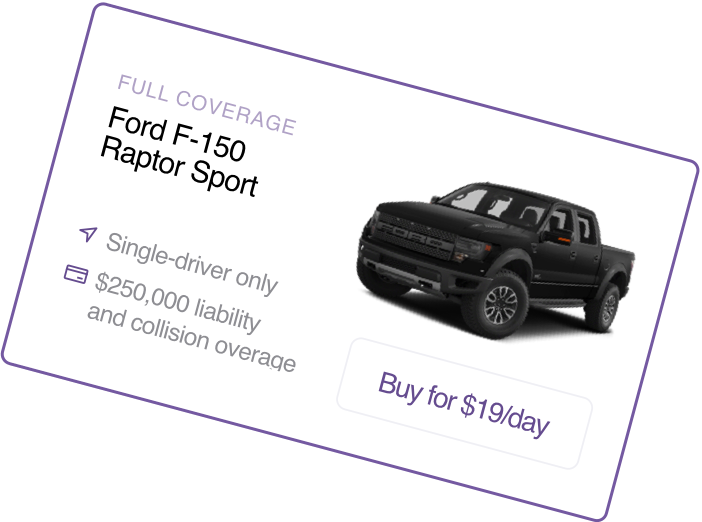 FULL COVERAGE
Ford F-150
Raptor Sport
Single-driver only
$250,000 liability
and collision overage
FORD
Buy for $19/day